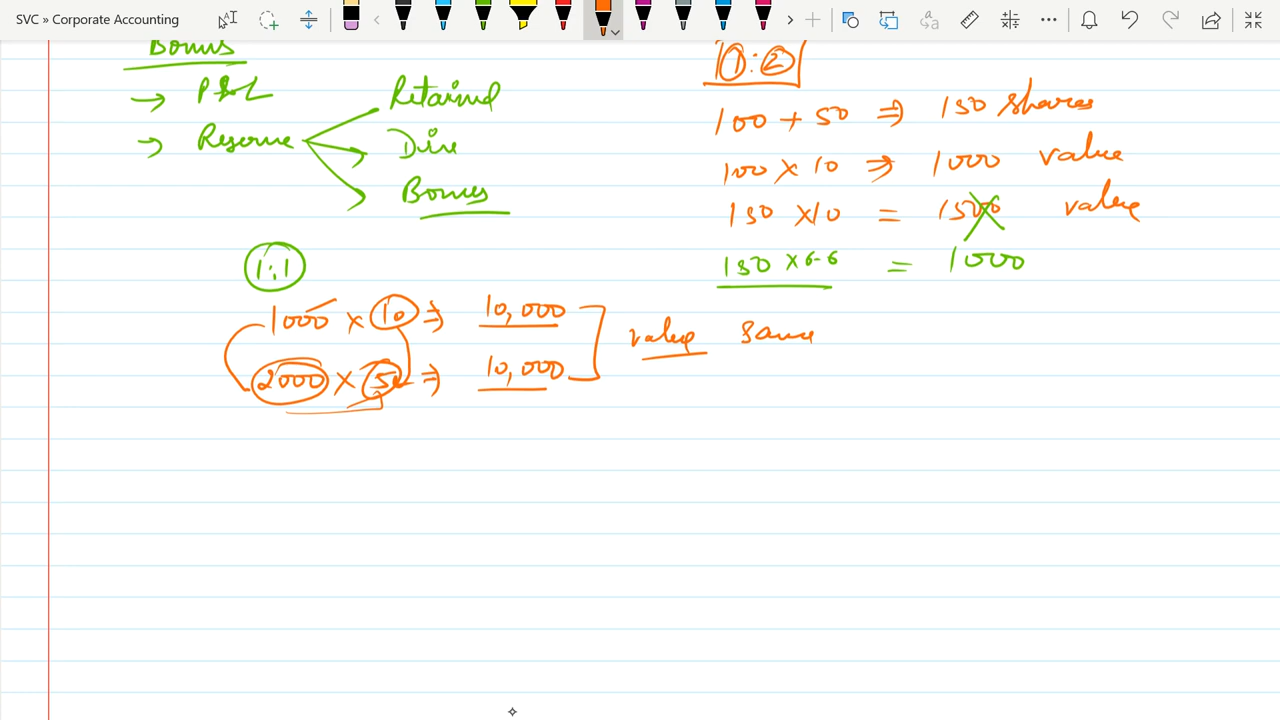 SVC » Corporate Accounting
Bonus
→ P&L
→ Reserve
Retained
Divi
Bonus
1:2
100 + 50 ⇒ 150 shares
100 × 10 ⇒ 1000 value
150 × 10 = 1500 value
150 × 6.6 = 1000
1:1
1000 × 10 ⇒ 10,000
2000 × 5 ⇒ 10,000
value same